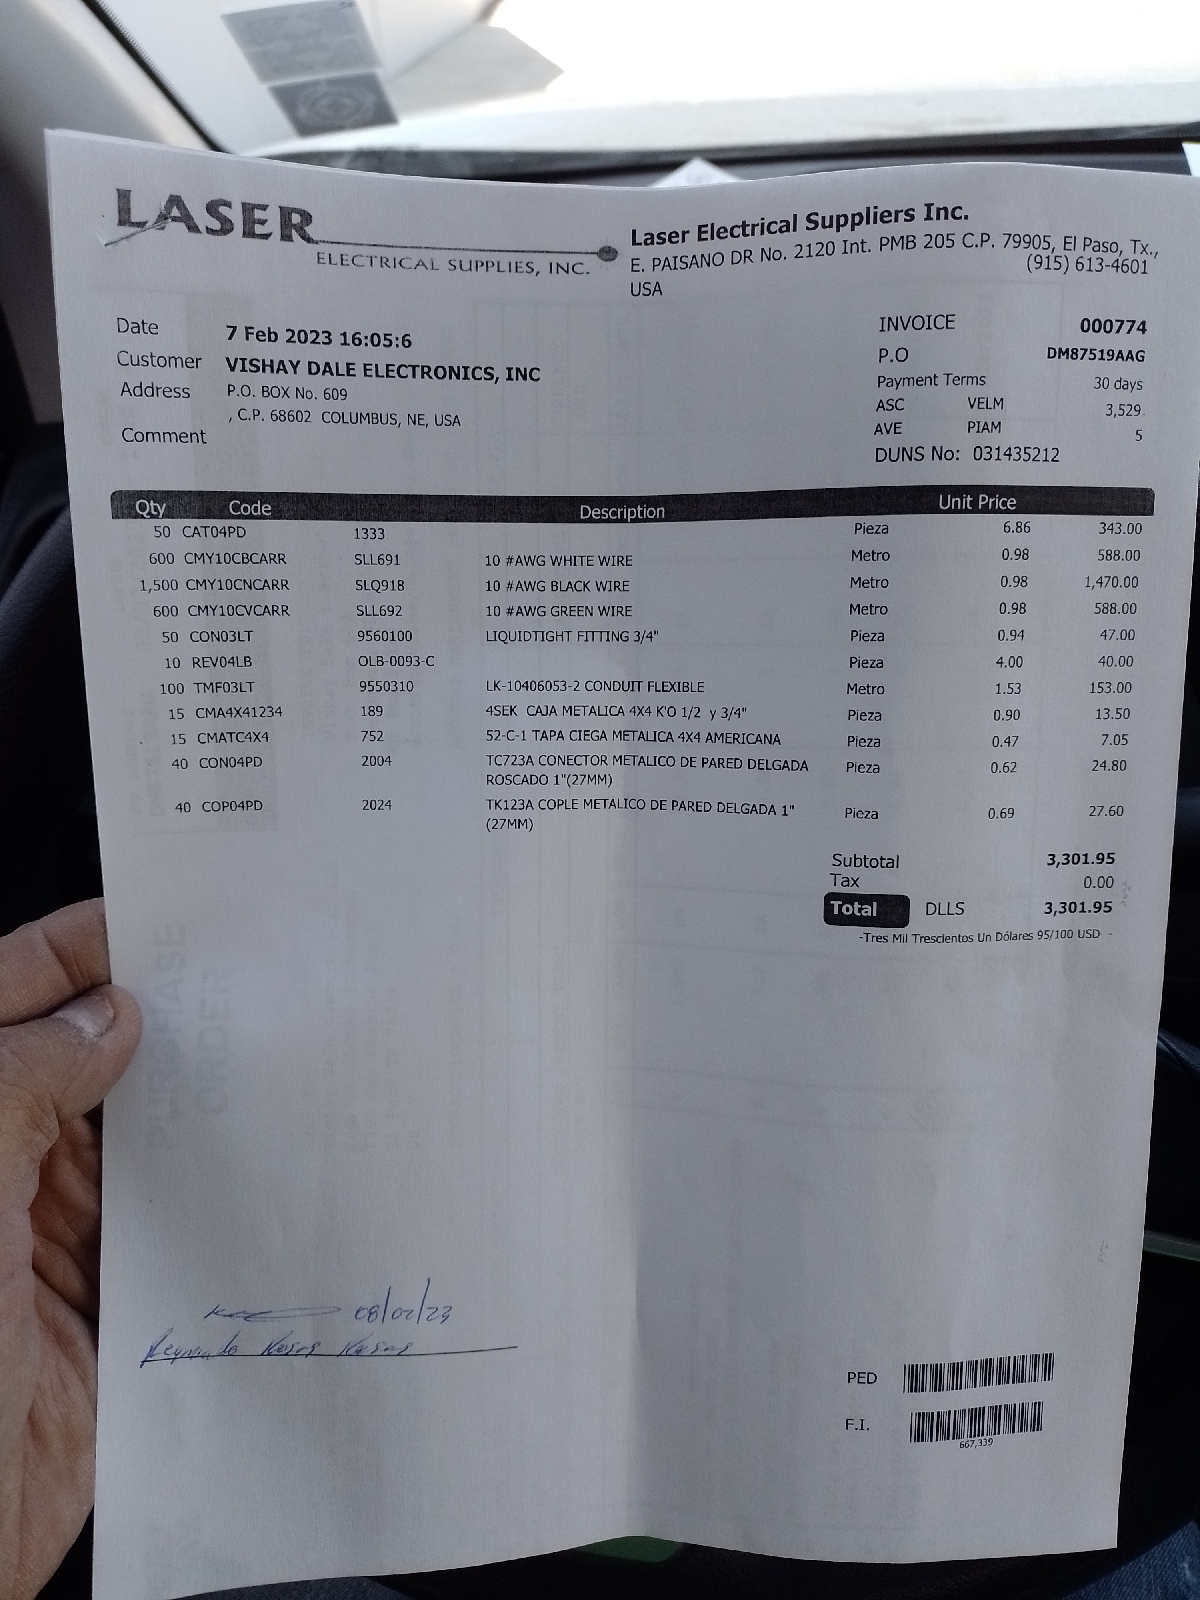 LASER
ELECTRICAL SUPPLIES, INC.
Laser Electrical Suppliers Inc.
E. PAISANO DR No. 2120 Int. PMB 205 C.P. 79905, El Paso, Tx.,
(915) 613-4601
USA
Date 7 Feb 2023 16:05:6
Customer VISHAY DALE ELECTRONICS, INC
Address P.O. BOX No. 609
, C.P. 68602 COLUMBUS, NE, USA
Comment
INVOICE 000774
P.O DM87519AAG
Payment Terms 30 days
ASC VELM 3,529
AVE PIAM 5
DUNS No: 031435212
Qty Code Description Unit Price
50 CAT04PD 1333 Pieza 6.86 343.00
600 CMY10CBCARR SLL691 10 #AWG WHITE WIRE Metro 0.98 588.00
1,500 CMY10CNCARR SLQ918 10 #AWG BLACK WIRE Metro 0.98 1,470.00
600 CMY10CVCARR SLL692 10 #AWG GREEN WIRE Metro 0.98 588.00
50 CON03LT 9560100 LIQUIDTIGHT FITTING 3/4" Pieza 0.94 47.00
10 REV04LB OLB-0093-C Pieza 4.00 40.00
100 TMF03LT 9550310 LK-10406053-2 CONDUIT FLEXIBLE Metro 1.53 153.00
15 CMA4X41234 189 4SEK CAJA METALICA 4X4 K'O 1/2 y 3/4" Pieza 0.90 13.50
15 CMATC4X4 752 52-C-1 TAPA CIEGA METALICA 4X4 AMERICANA Pieza 0.47 7.05
40 CON04PD 2004 TC723A CONECTOR METALICO DE PARED DELGADA Pieza 0.62 24.80
ROSCADO 1"(27MM)
40 COP04PD 2024 TK123A COPLE METALICO DE PARED DELGADA 1" Pieza 0.69 27.60
(27MM)
Subtotal 3,301.95
Tax 0.00
Total DLLS 3,301.95
-Tres Mil Trescientos Un Dólares 95/100 USD -
PURCHASE
ORDER
08/02/23
PED
F.I.
667,339